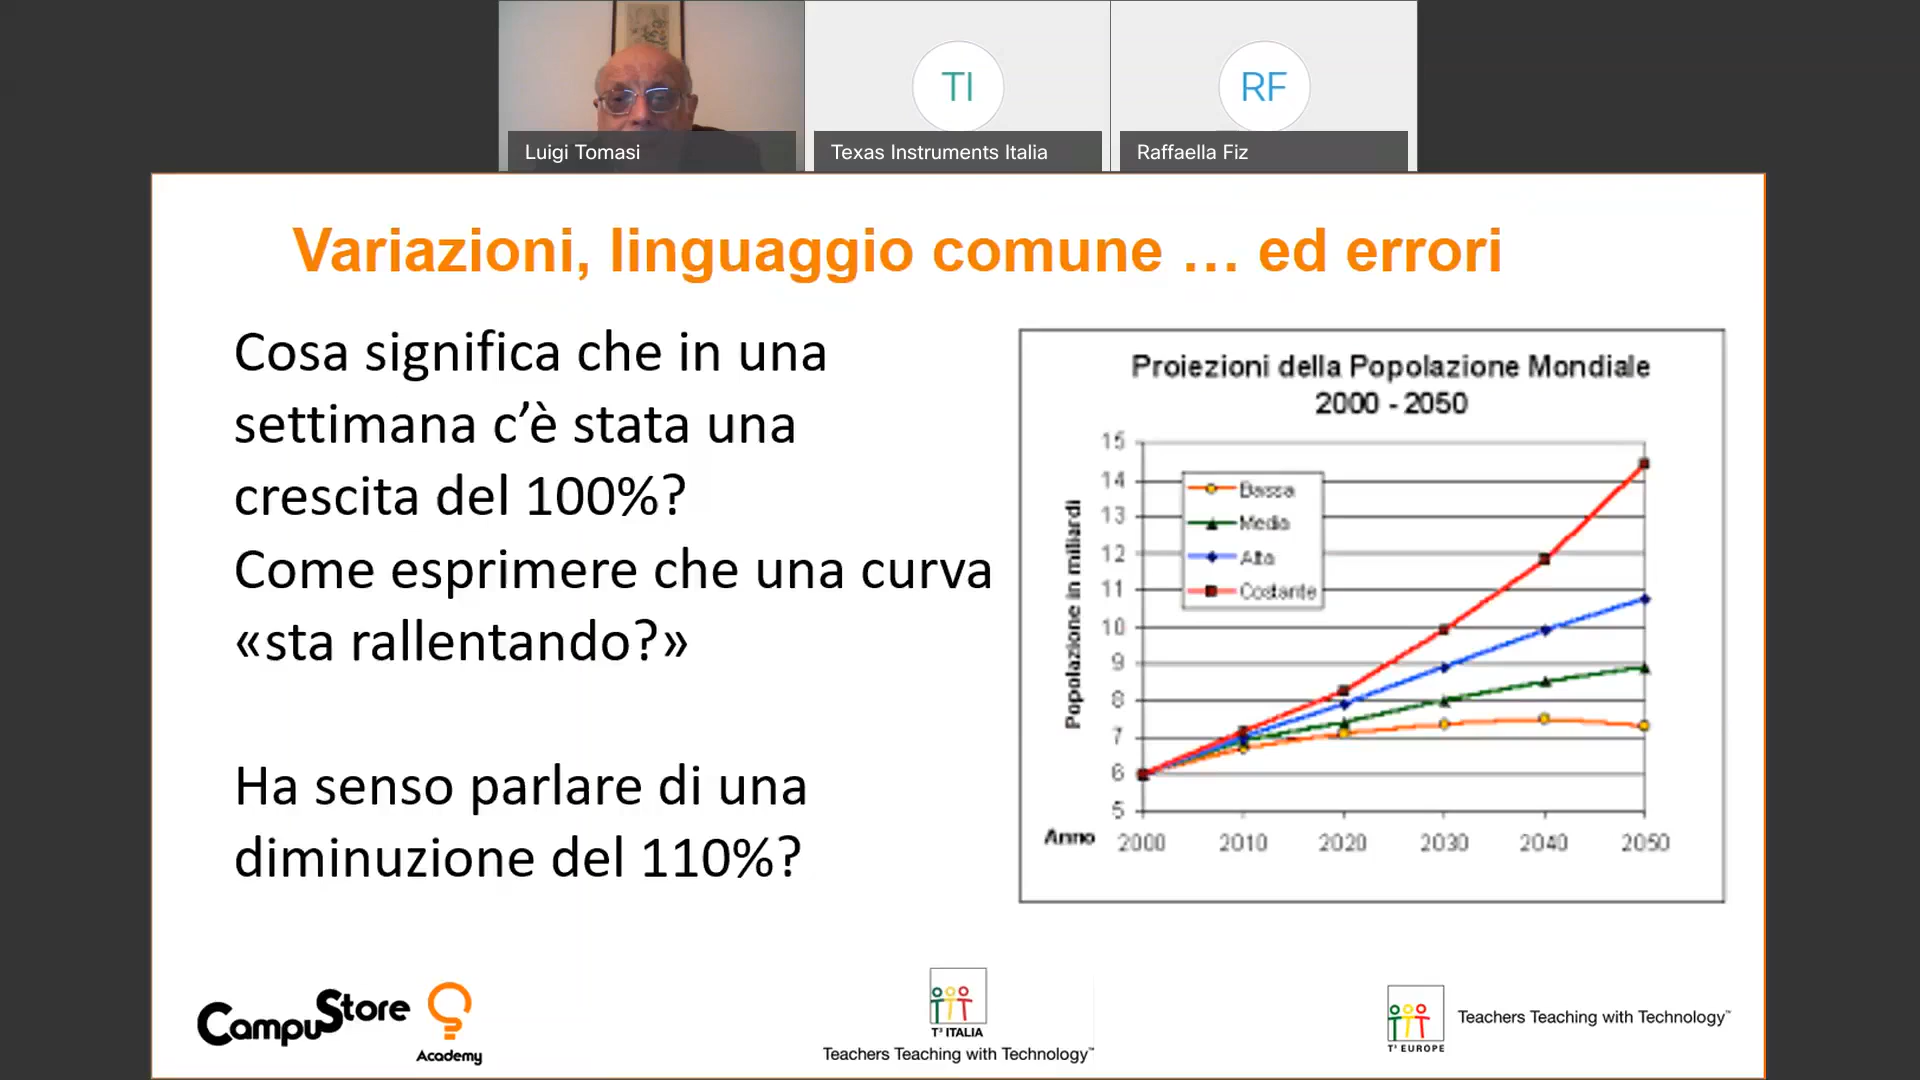 TI
RF
Luigi Tomasi
Texas Instruments Italia
Raffaella Fiz
Variazioni, linguaggio comune … ed errori
Cosa significa che in una
settimana c’è stata una
crescita del 100%?
Come esprimere che una curva
«sta rallentando?»
Ha senso parlare di una
diminuzione del 110%?
Proiezioni della Popolazione Mondiale
2000 - 2050
Popolazione in miliardi
15
14
13
12
11
10
9
8
7
6
5
Bassa
Media
Alta
Costante
Anno
2000 2010 2020 2030 2040 2050
CampuStore
Academy
T³ ITALIA
Teachers Teaching with Technology™
T³ EUROPE
Teachers Teaching with Technology™